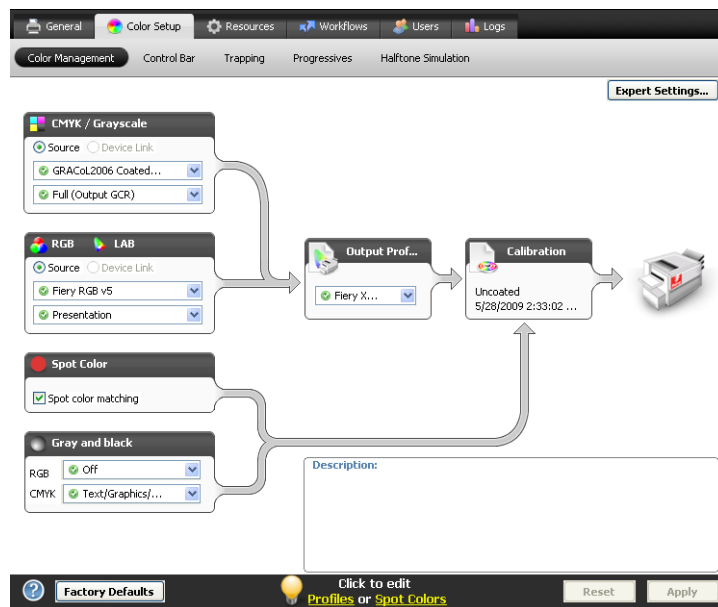 General Color Setup Resources Workflows Users Logs
Color Management Control Bar Trapping Progressives Halftone Simulation
Expert Settings...
CMYK / Grayscale
Source Device Link
GRACoL2006 Coated...
Full (Output GCR)
RGB LAB
Source Device Link
Fiery RGB v5
Presentation
Output Prof...
Fiery X...
Calibration
Uncoated
5/28/2009 2:33:02 ...
Spot Color
Spot color matching
Gray and black
RGB Off
CMYK Text/Graphics/...
Description:
? Factory Defaults
Click to edit
Profiles or Spot Colors
Reset Apply